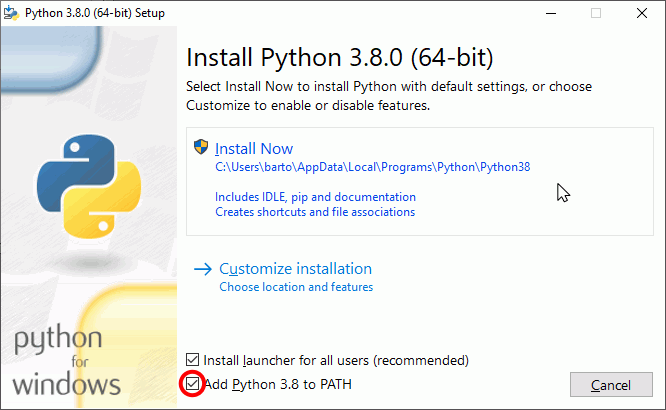 Python 3.8.0 (64-bit) Setup
Install Python 3.8.0 (64-bit)
Select Install Now to install Python with default settings, or choose
Customize to enable or disable features.
Install Now
C:\Users\barto\AppData\Local\Programs\Python\Python38
Includes IDLE, pip and documentation
Creates shortcuts and file associations
Customize installation
Choose location and features
python
for
windows
Install launcher for all users (recommended)
Add Python 3.8 to PATH
Cancel